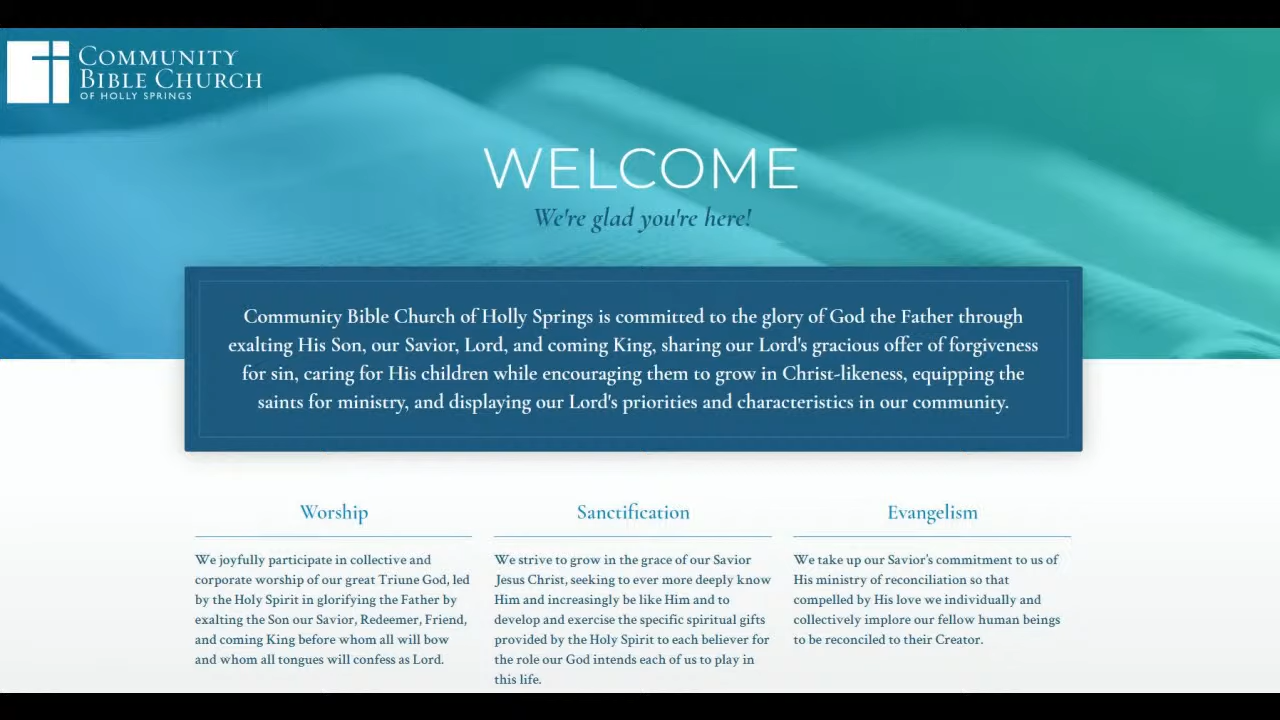 COMMUNITY
BIBLE CHURCH
OF HOLLY SPRINGS
WELCOME
We're glad you're here!
Community Bible Church of Holly Springs is committed to the glory of God the Father through
exalting His Son, our Savior, Lord, and coming King, sharing our Lord's gracious offer of forgiveness
for sin, caring for His children while encouraging them to grow in Christ-likeness, equipping the
saints for ministry, and displaying our Lord's priorities and characteristics in our community.
Worship
We joyfully participate in collective and
corporate worship of our great Triune God, led
by the Holy Spirit in glorifying the Father by
exalting the Son our Savior, Redeemer, Friend,
and coming King before whom all will bow
and whom all tongues will confess as Lord.
Sanctification
We strive to grow in the grace of our Savior
Jesus Christ, seeking to ever more deeply know
Him and increasingly be like Him and to
develop and exercise the specific spiritual gifts
provided by the Holy Spirit to each believer for
the role our God intends each of us to play in
this life.
Evangelism
We take up our Savior's commitment to us of
His ministry of reconciliation so that
compelled by His love we individually and
collectively implore our fellow human beings
to be reconciled to their Creator.